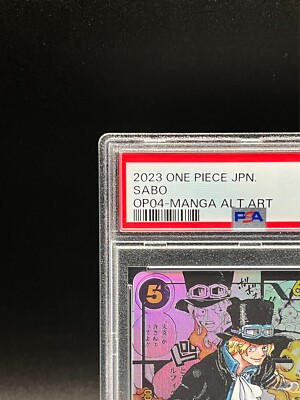 2023 ONE PIECE JPN.
SABO
OP04-MANGA ALT.ART
PSA
5